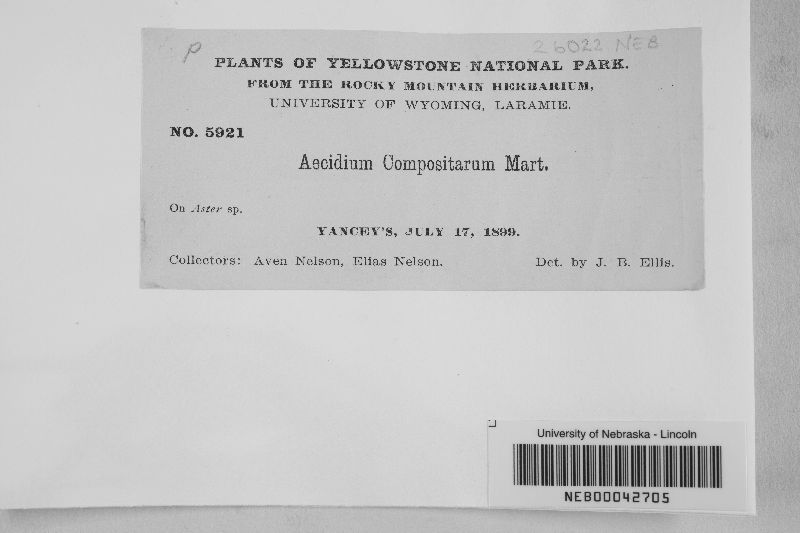 p
26022 NEB
PLANTS OF YELLOWSTONE NATIONAL PARK.
FROM THE ROCKY MOUNTAIN HERBARIUM,
UNIVERSITY OF WYOMING, LARAMIE.
NO. 5921
Aecidium Compositarum Mart.
On Aster sp.
YANCEY'S, JULY 17, 1899.
Collectors: Aven Nelson, Elias Nelson. Det. by J. B. Ellis.
University of Nebraska - Lincoln
NEB00042705